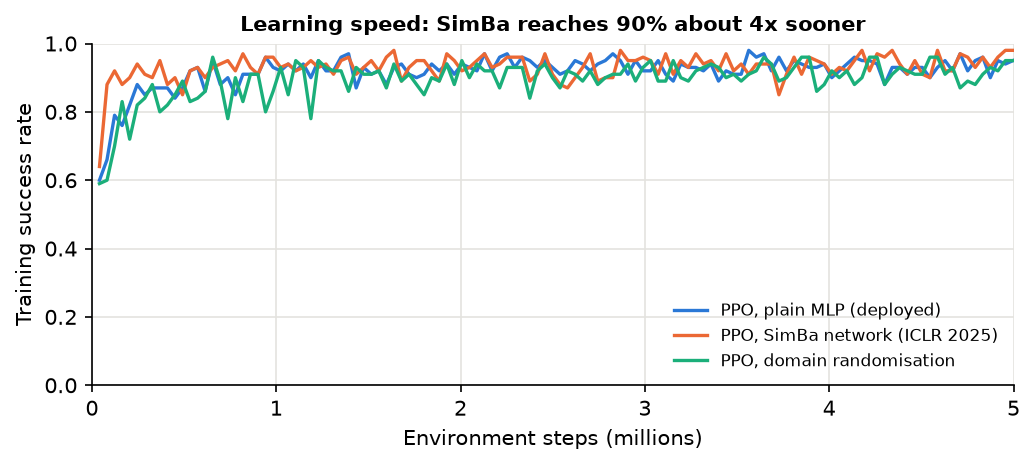 Learning speed: SimBa reaches 90% about 4x sooner
1.0
0.8
0.6
0.4
0.2
0.0
Training success rate
PPO, plain MLP (deployed)
PPO, SimBa network (ICLR 2025)
PPO, domain randomisation
0 1 2 3 4 5
Environment steps (millions)